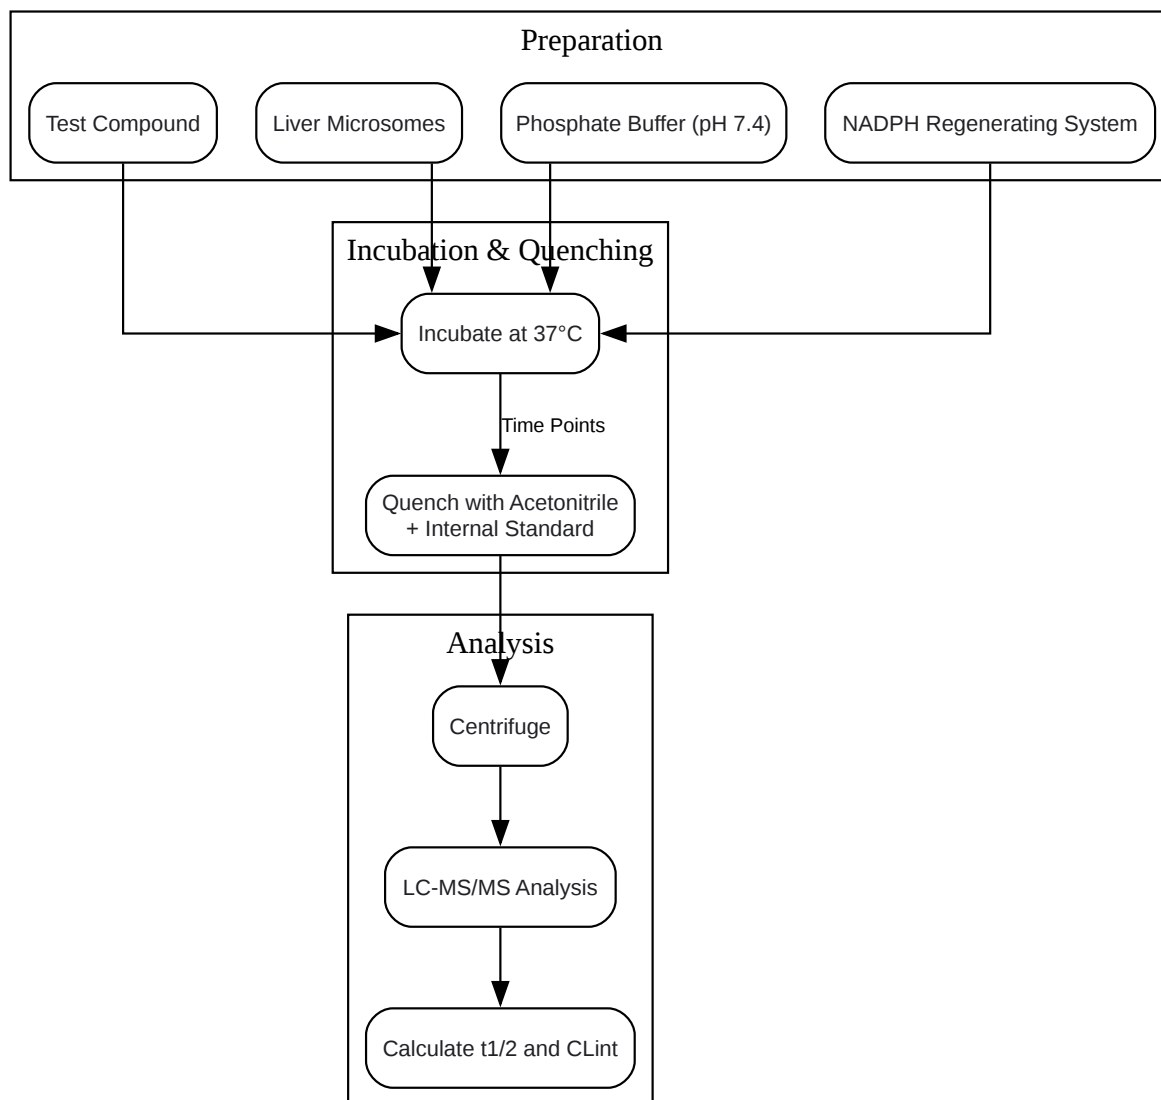 Preparation
Test Compound
Liver Microsomes
Phosphate Buffer (pH 7.4)
NADPH Regenerating System
Incubation & Quenching
Incubate at 37°C
Time Points
Quench with Acetonitrile
+ Internal Standard
Analysis
Centrifuge
LC-MS/MS Analysis
Calculate t1/2 and CLint